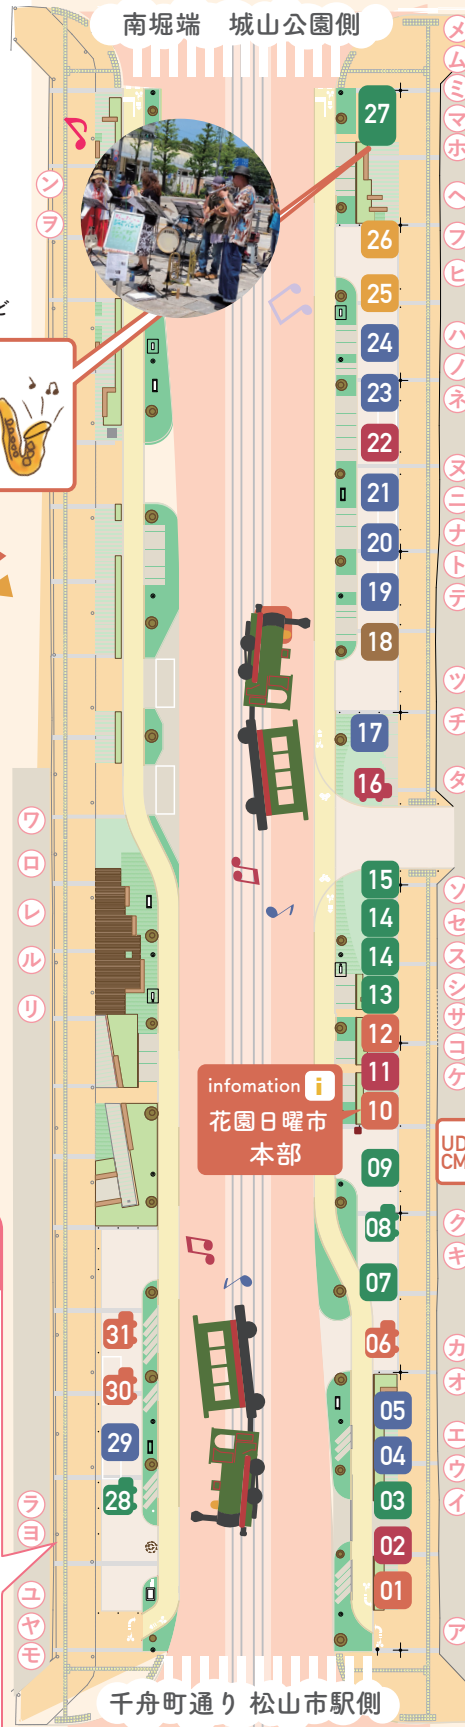 南堀端　城山公園側
メ
ム
ミ
マ
ホ
ヘ
フ
ヒ
ハ
ノ
ネ
ヌ
ニ
ナ
ト
テ
ツ
チ
タ
ソ
セ
ス
シ
サ
コ
ケ
ク
キ
カ
オ
エ
ウ
イ
ア
ン
ヲ
ど
ワ
ロ
レ
ル
リ
ラ
ヨ
ユ
ヤ
モ
27
26
25
24
23
22
21
20
19
18
17
16
15
14
14
13
12
11
10
09
08
07
06
05
04
03
02
01
infomation i
花園日曜市
本部
UD
CM
31
30
29
28
千舟町通り 松山市駅側